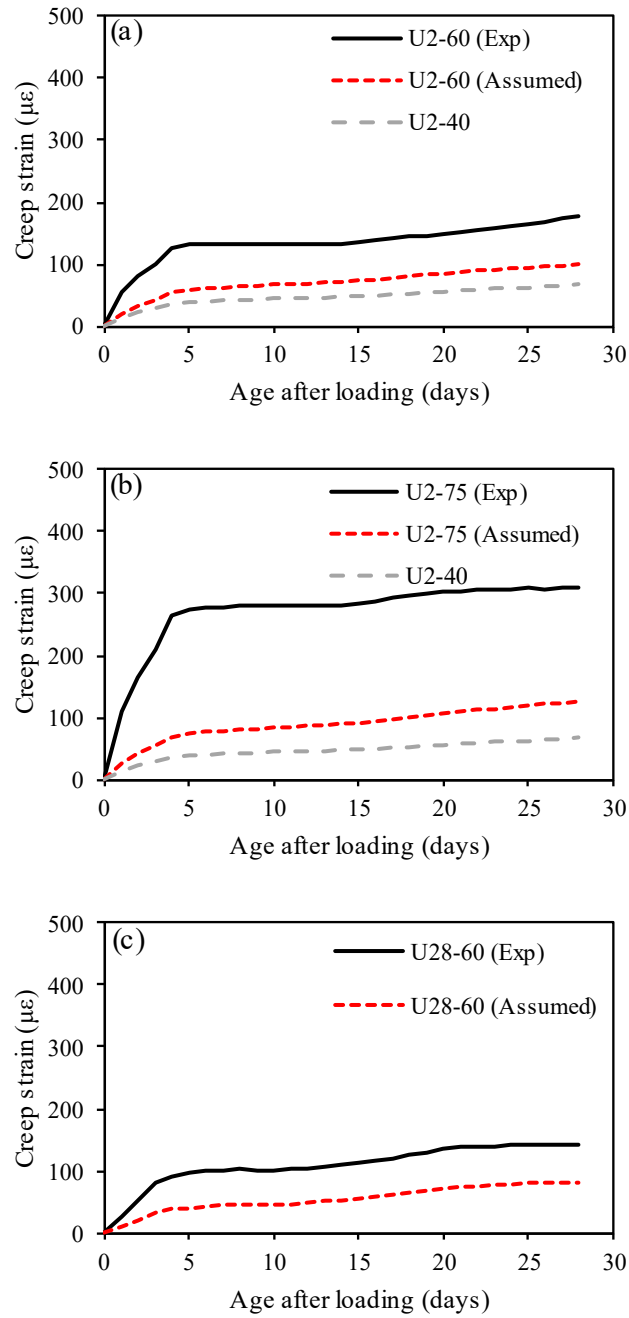 (a)
U2-60 (Exp)
U2-60 (Assumed)
U2-40
Creep strain (με)
500
400
300
200
100
0
0 5 10 15 20 25 30
Age after loading (days)
(b)
U2-75 (Exp)
U2-75 (Assumed)
U2-40
Creep strain (με)
500
400
300
200
100
0
0 5 10 15 20 25 30
Age after loading (days)
(c)
U28-60 (Exp)
U28-60 (Assumed)
Creep strain (με)
500
400
300
200
100
0
0 5 10 15 20 25 30
Age after loading (days)